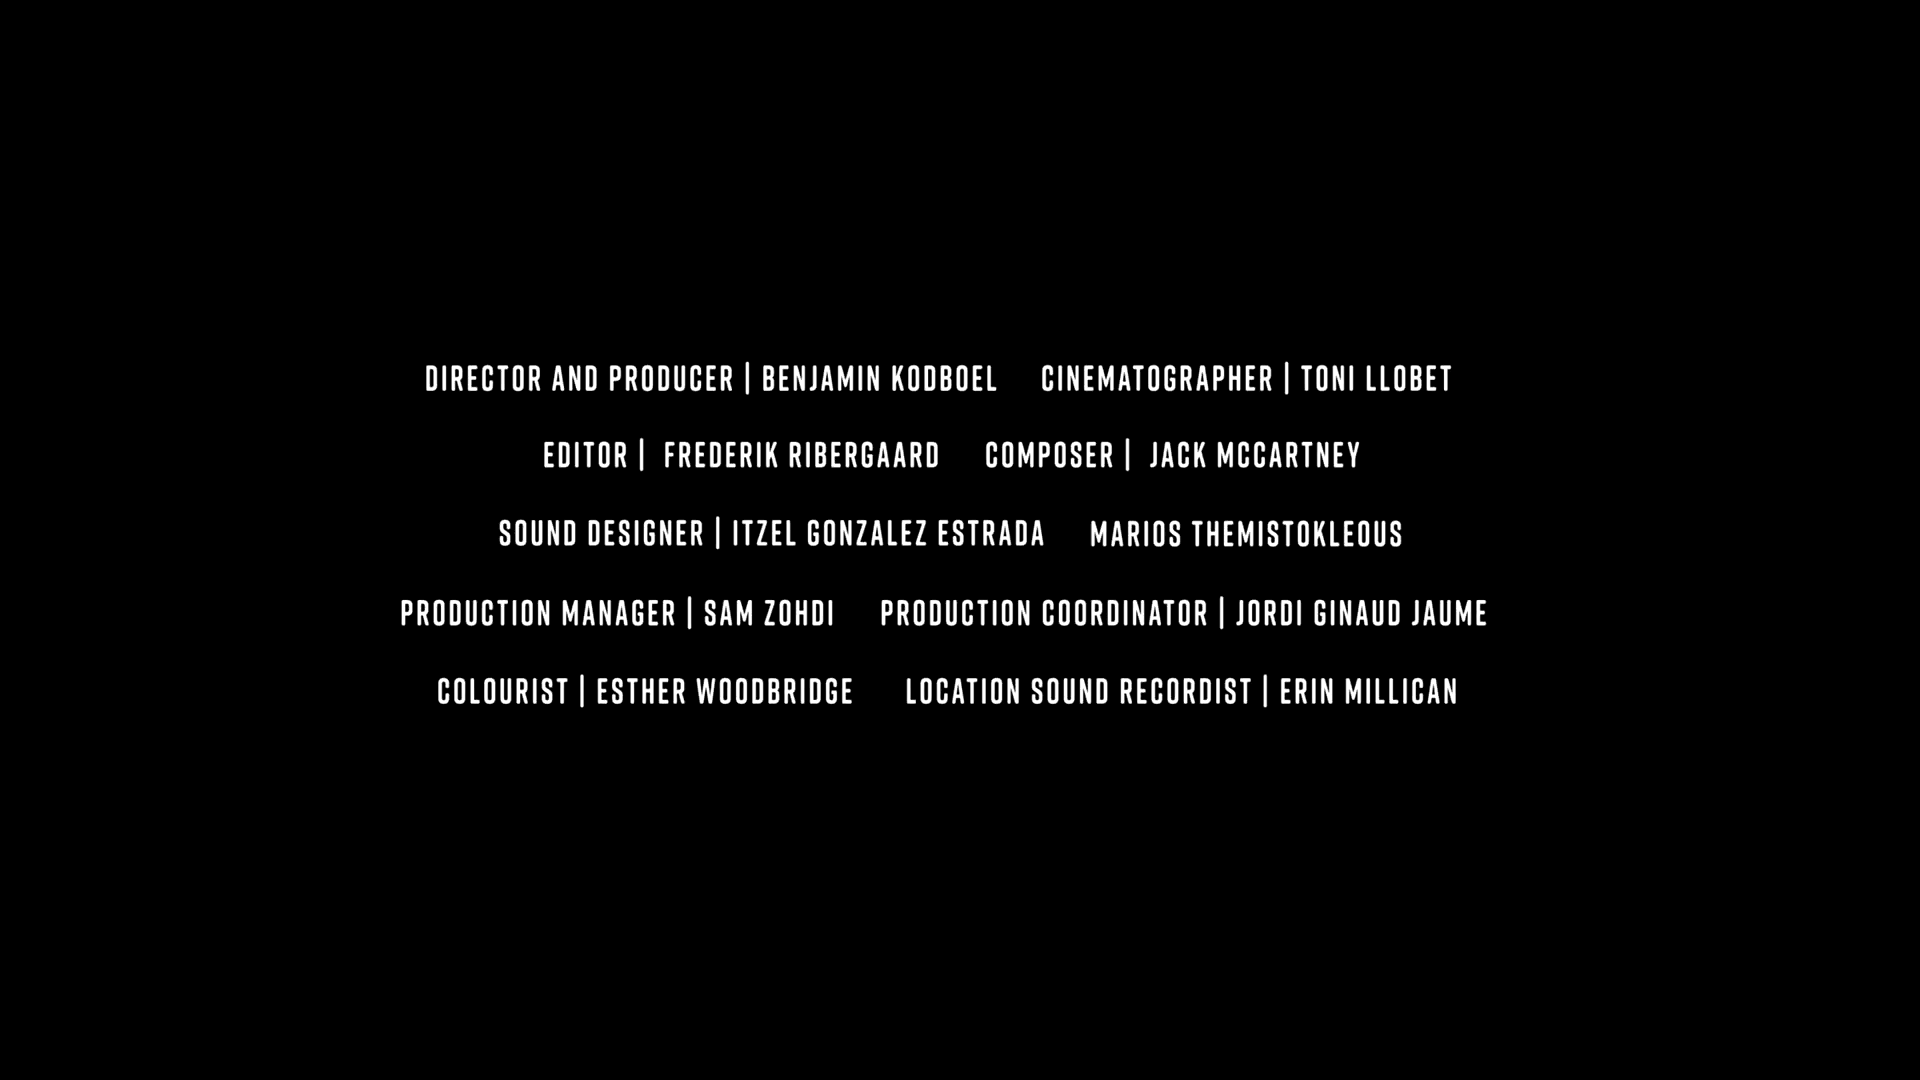 DIRECTOR AND PRODUCER | BENJAMIN KODBOEL CINEMATOGRAPHER | TONI LLOBET
EDITOR | FREDERIK RIBERGAARD COMPOSER | JACK MCCARTNEY
SOUND DESIGNER | ITZEL GONZALEZ ESTRADA MARIOS THEMISTOKLEOUS
PRODUCTION MANAGER | SAM ZOHDI PRODUCTION COORDINATOR | JORDI GINAUD JAUME
COLOURIST | ESTHER WOODBRIDGE LOCATION SOUND RECORDIST | ERIN MILLICAN